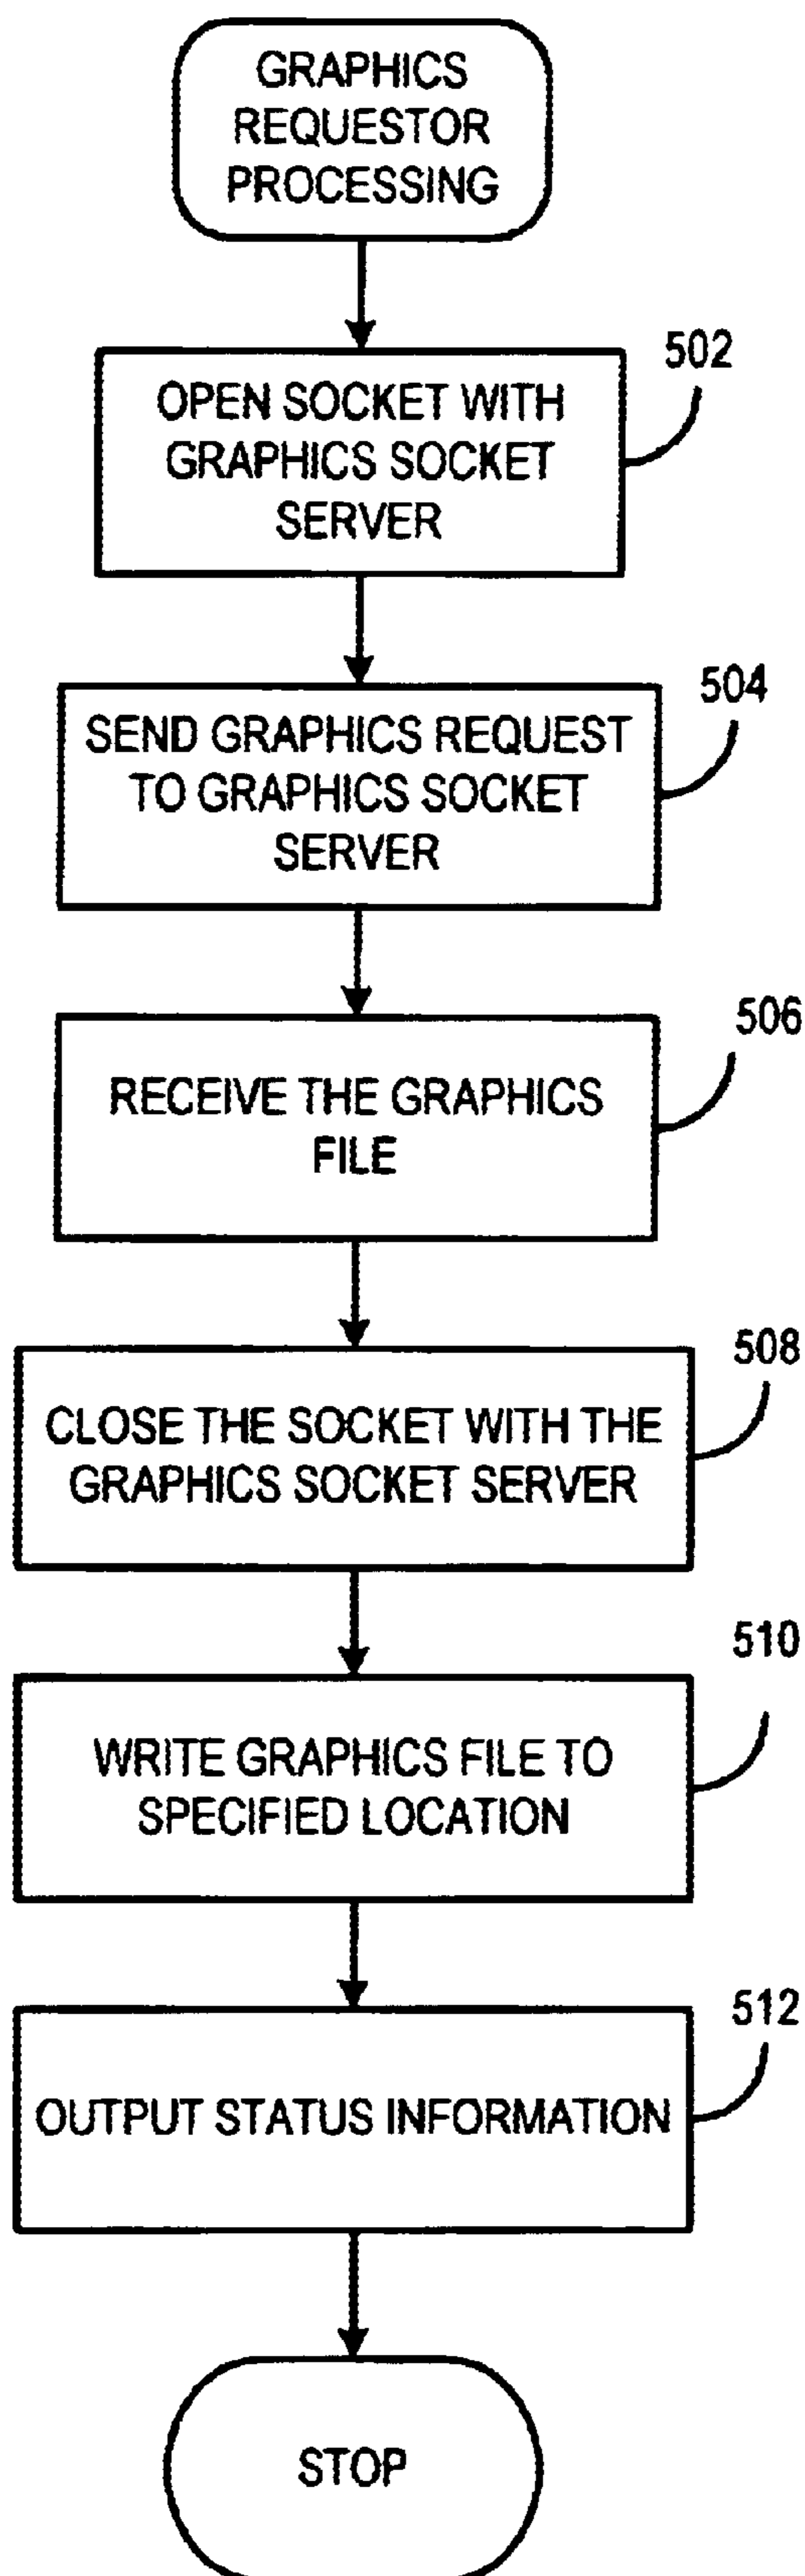 GRAPHICS
REQUESTOR
PROCESSING
502
OPEN SOCKET WITH
GRAPHICS SOCKET
SERVER
504
SEND GRAPHICS REQUEST
TO GRAPHICS SOCKET
SERVER
506
RECEIVE THE GRAPHICS
FILE
508
CLOSE THE SOCKET WITH THE
GRAPHICS SOCKET SERVER
510
WRITE GRAPHICS FILE TO
SPECIFIED LOCATION
512
OUTPUT STATUS INFORMATION
STOP